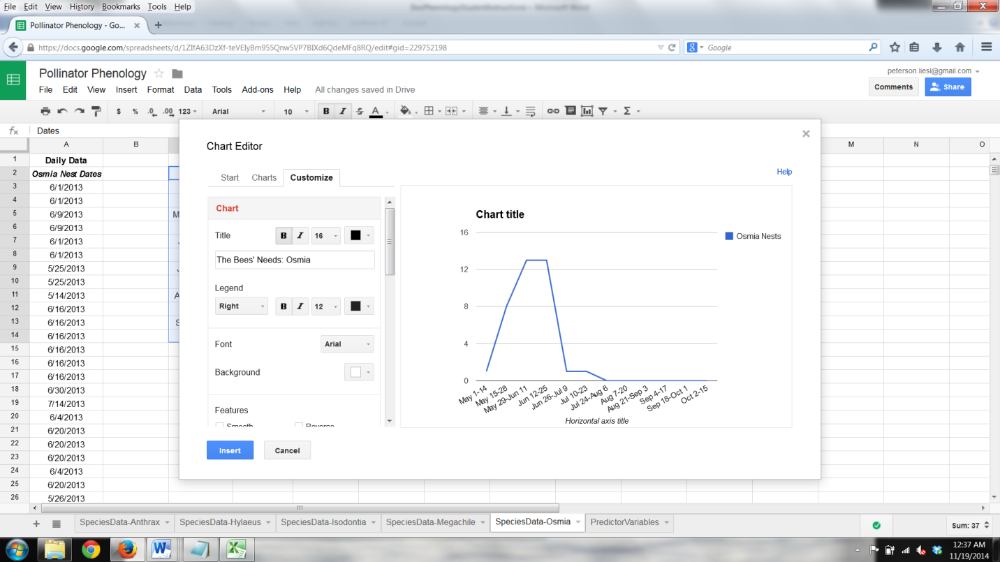 File Edit View History Bookmarks Tools Help
Pollinator Phenology - Go... × +
https://docs.google.com/spreadsheets/d/1ZIfA63DzXf-teVEIyBm955Qnw5VP7BIXd6QdeMFq8RQ/edit#gid=229752198
8 Google
Pollinator Phenology
peterson.liesl@gmail.com
File Edit View Insert Format Data Tools Add-ons Help All changes saved in Drive
Comments Share
$ % .0 .00 123 Arial 10 B I S A Σ
fx Dates
A B M N O
1 Daily Data
2 Osmia Nest Dates
3 6/1/2013
4 6/1/2013
5 6/9/2013 M
6 6/9/2013
7 6/1/2013
8 6/1/2013
9 5/25/2013
10 5/25/2013
11 5/14/2013 A
12 6/16/2013
13 6/16/2013 S
14 6/16/2013
15 6/16/2013
16 6/16/2013
17 6/16/2013
18 6/30/2013
19 7/14/2013
20 6/4/2013
21 6/20/2013
22 6/20/2013
23 6/20/2013
24 6/4/2013
25 6/20/2013
26 5/26/2013
Chart Editor
Start Charts Customize
Help
Chart
Title B I 16
The Bees' Needs: Osmia
Legend
Right B I 12
Font Arial
Background
Features
Smooth Reverse
Insert Cancel
Chart title
16
12
8
4
0
Osmia Nests
May 1-14
May 15-28
May 29-Jun 11
Jun 12-25
Jun 26-Jul 9
Jul 10-23
Jul 24-Aug 6
Aug 7-20
Aug 21-Sep 3
Sep 4-17
Sep 18-Oct 1
Oct 2-15
Horizontal axis title
+ SpeciesData-Anthrax SpeciesData-Hylaeus SpeciesData-Isodontia SpeciesData-Megachile SpeciesData-Osmia PredictorVariables
Sum: 37
12:37 AM
11/19/2014